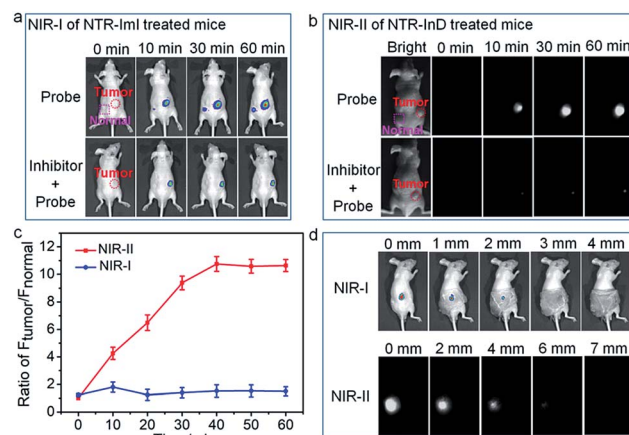 a NIR-I of NTR-ImI treated mice
0 min 10 min 30 min 60 min
Probe
Tumor
Normal
Inhibitor
+
Probe
Tumor
b NIR-II of NTR-InD treated mice
Bright 0 min 10 min 30 min 60 min
Probe
Tumor
Normal
Inhibitor
+
Probe
Tumor
c
NIR-II
NIR-I
Ratio of Ftumor/Fnormal
12
10
8
6
4
2
0
0 10 20 30 40 50 60
d
0 mm 1 mm 2 mm 3 mm 4 mm
NIR-I
0 mm 2 mm 4 mm 6 mm 7 mm
NIR-II